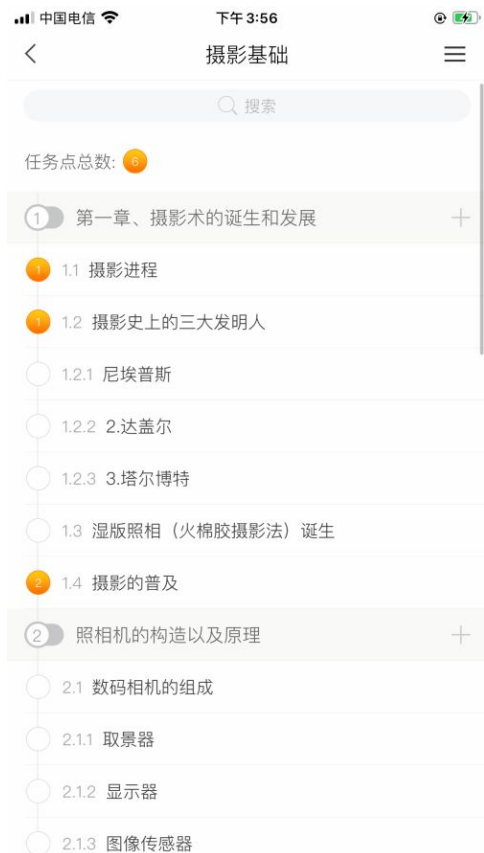 中国电信 下午3:56
摄影基础
搜索
任务点总数: 6
1 第一章、摄影术的诞生和发展
1 1.1 摄影进程
1 1.2 摄影史上的三大发明人
1.2.1 尼埃普斯
1.2.2 2.达盖尔
1.2.3 3.塔尔博特
1.3 湿版照相（火棉胶摄影法）诞生
2 1.4 摄影的普及
2 照相机的构造以及原理
2.1 数码相机的组成
2.1.1 取景器
2.1.2 显示器
2.1.3 图像传感器